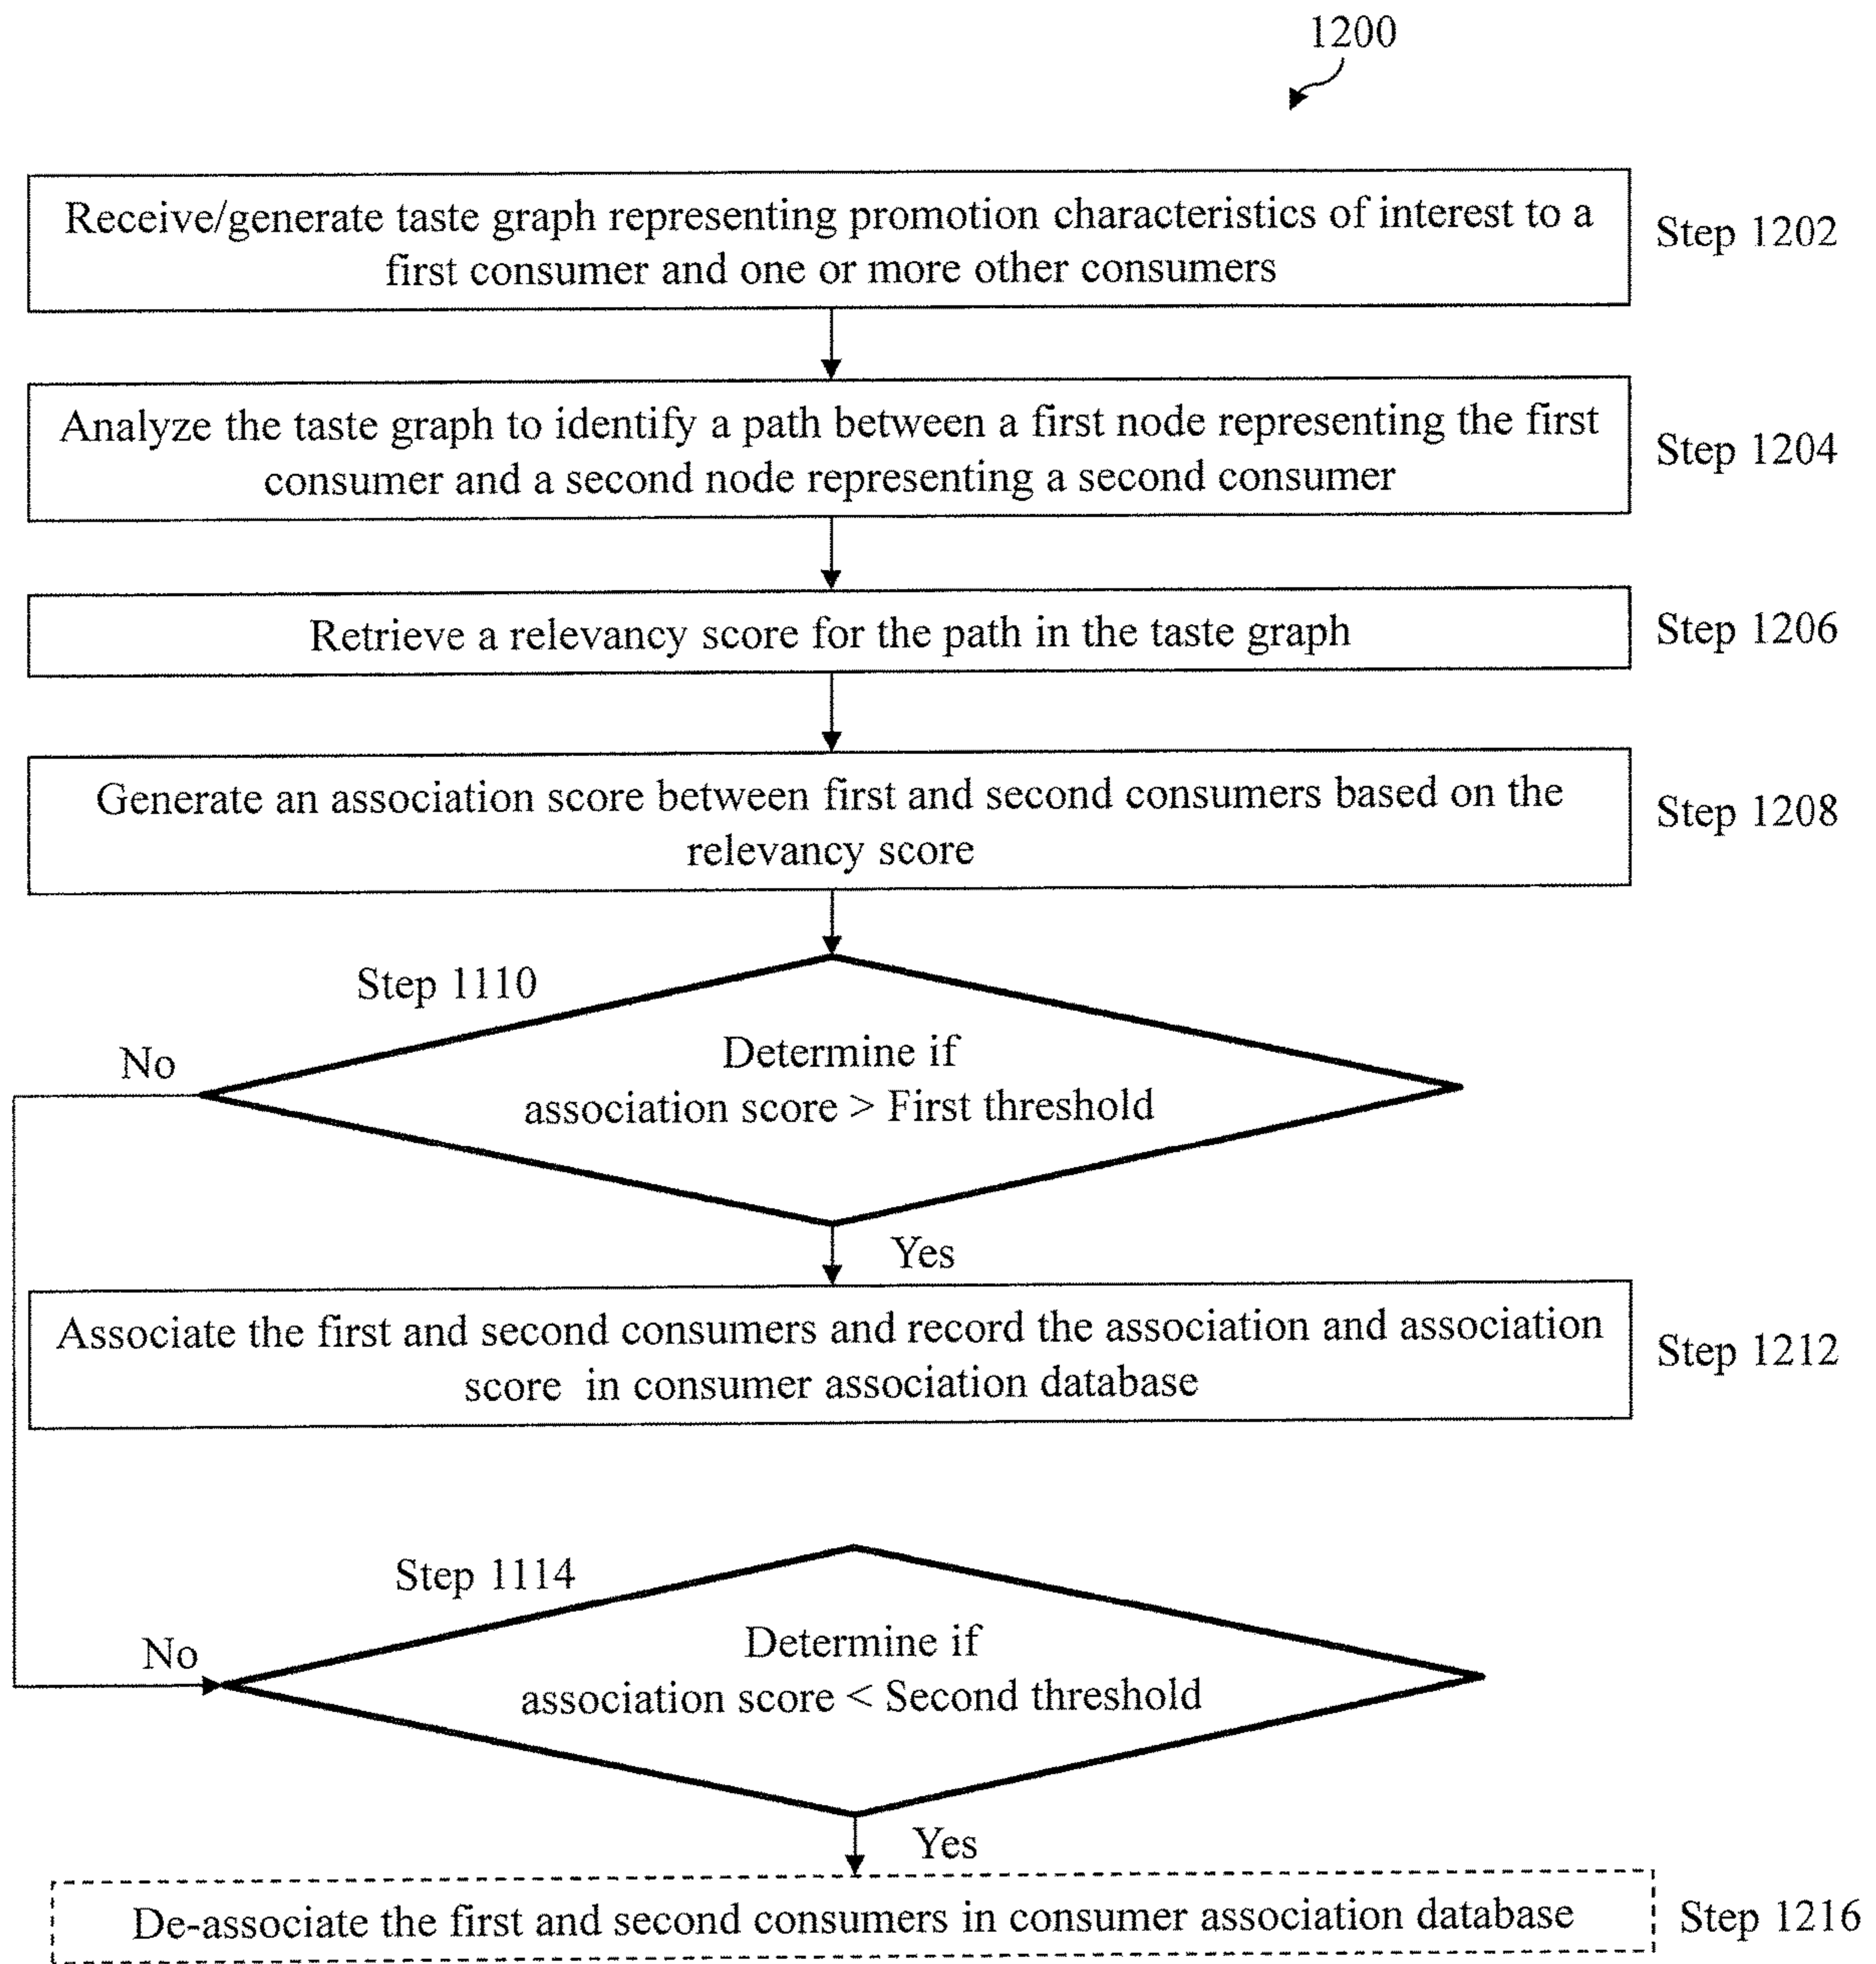 1200
Receive/generate taste graph representing promotion characteristics of interest to a
first consumer and one or more other consumers
Step 1202
Analyze the taste graph to identify a path between a first node representing the first
consumer and a second node representing a second consumer
Step 1204
Retrieve a relevancy score for the path in the taste graph
Step 1206
Generate an association score between first and second consumers based on the
relevancy score
Step 1208
Step 1110
No
Determine if
association score > First threshold
Yes
Associate the first and second consumers and record the association and association
score in consumer association database
Step 1212
Step 1114
No
Determine if
association score < Second threshold
Yes
De-associate the first and second consumers in consumer association database
Step 1216